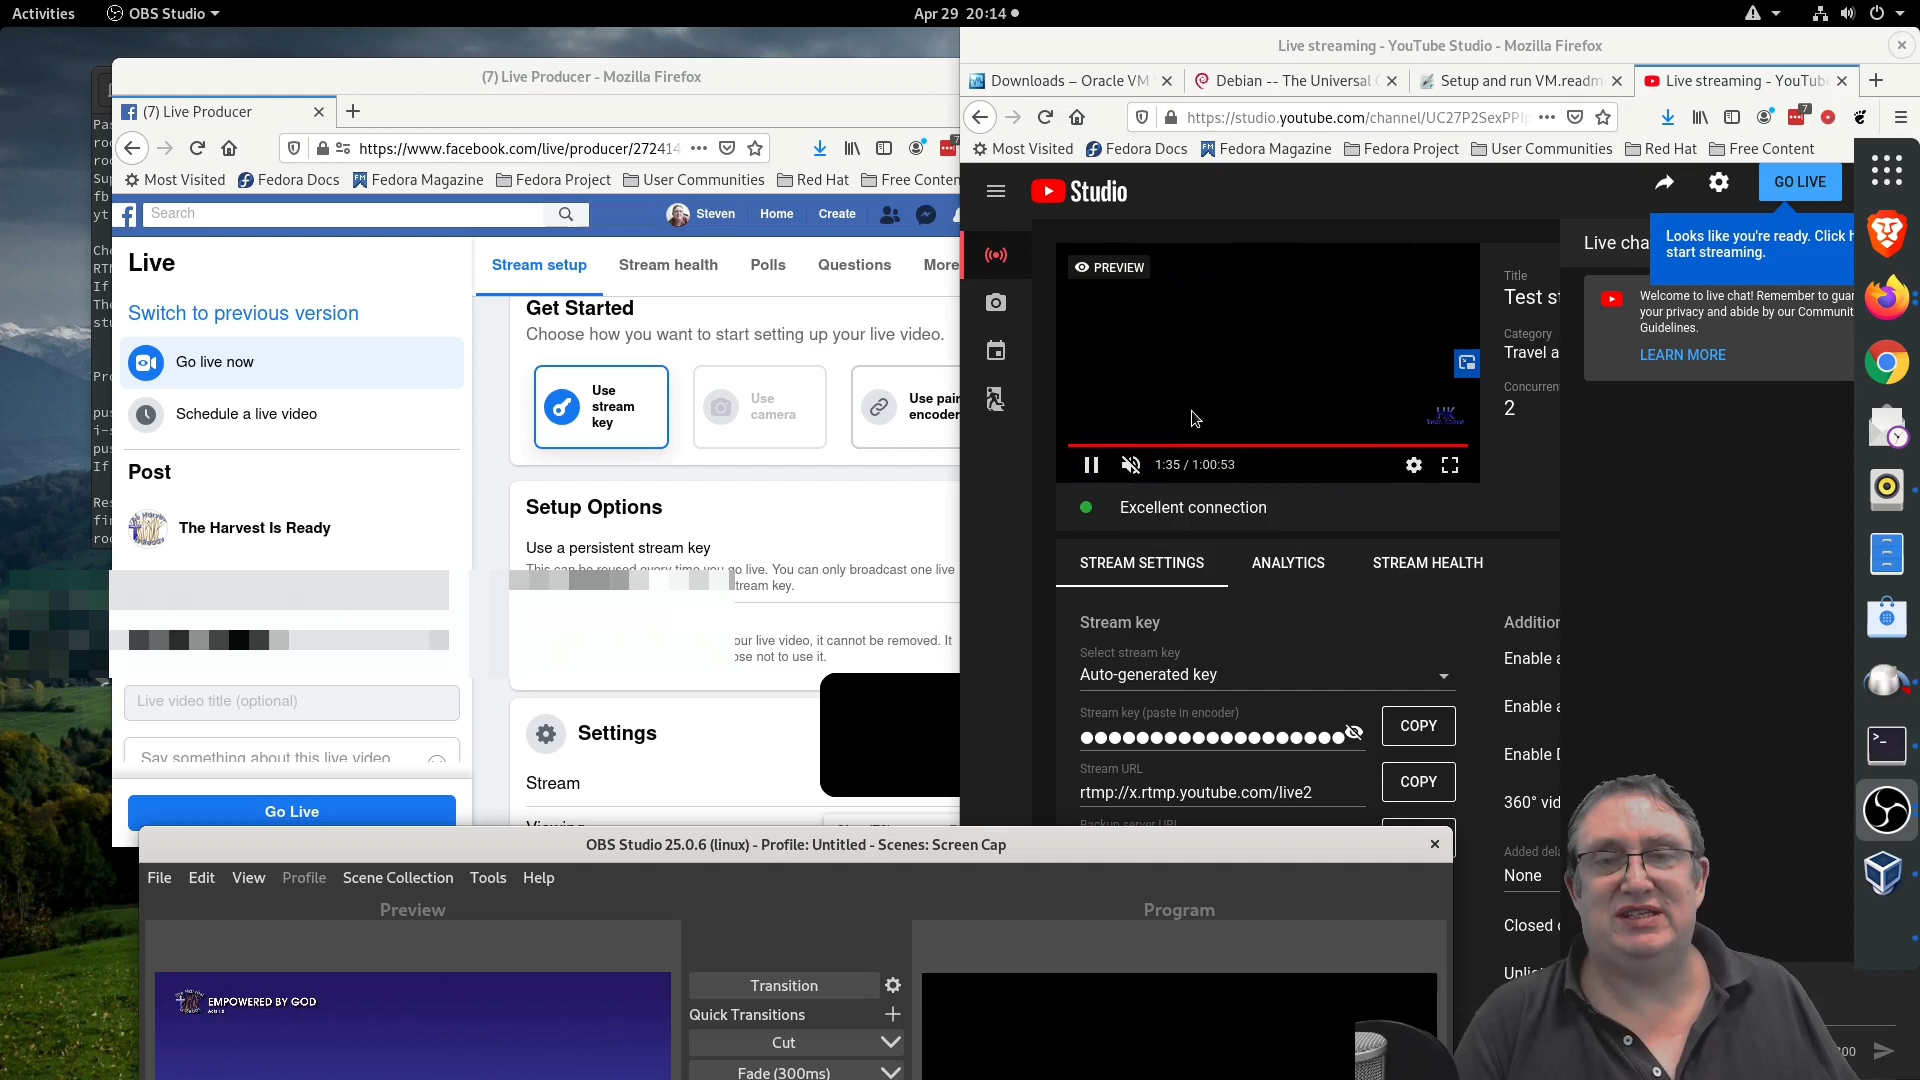 Activities
OBS Studio
Apr 29 20:14
Live streaming - YouTube Studio - Mozilla Firefox
(7) Live Producer - Mozilla Firefox
Downloads – Oracle VM
Debian -- The Universal
Setup and run VM.readm
Live streaming - YouTube
(7) Live Producer
https://studio.youtube.com/channel/UC27P2SexPPIp
7
https://www.facebook.com/live/producer/272414
Most Visited
Fedora Docs
Fedora Magazine
Fedora Project
User Communities
Red Hat
Free Content
Most Visited
Fedora Docs
Fedora Magazine
Fedora Project
User Communities
Red Hat
Free Conten
Studio
GO LIVE
Looks like you're ready. Click
start streaming.
Search
Steven
Home
Create
Live
Switch to previous version
Go live now
Schedule a live video
Post
The Harvest Is Ready
Live video title (optional)
Say something about this live video
Go Live
Stream setup
Stream health
Polls
Questions
More
Get Started
Choose how you want to start setting up your live video.
Use
stream
key
Use
camera
Use pair
encoder
Setup Options
Use a persistent stream key
This can be reused every time you go live. You can only broadcast one live
tream key.
our live video, it cannot be removed. It
ose not to use it.
Settings
Stream
Viewing
PREVIEW
HK
1:35 / 1:00:53
Excellent connection
Title
Test st
Category
Travel a
Concurren
2
Live cha
Welcome to live chat! Remember to guar
your privacy and abide by our Communit
Guidelines.
LEARN MORE
STREAM SETTINGS
ANALYTICS
STREAM HEALTH
Stream key
Select stream key
Auto-generated key
Stream key (paste in encoder)
COPY
Stream URL
rtmp://x.rtmp.youtube.com/live2
COPY
Backup server URL
Addition
Enable a
Enable a
Enable D
360° vid
Added dela
None
Closed c
Unli
OBS Studio 25.0.6 (linux) - Profile: Untitled - Scenes: Screen Cap
File
Edit
View
Profile
Scene Collection
Tools
Help
Preview
Program
EMPOWERED BY GOD
Transition
Quick Transitions
Cut
Fade (300ms)